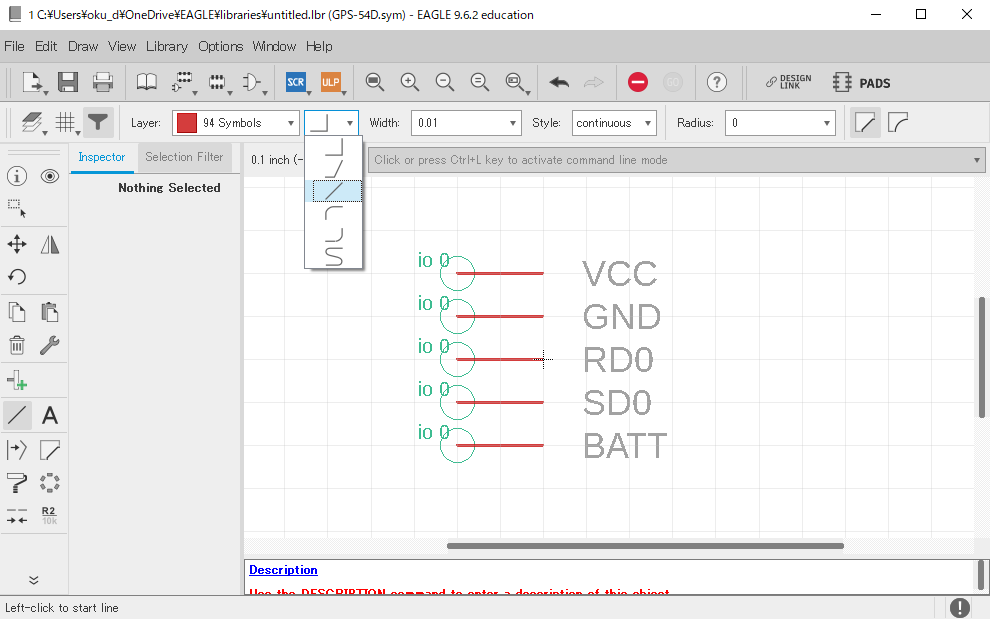 1 C:¥Users¥oku_d¥OneDrive¥EAGLE¥libraries¥untitled.lbr (GPS-54D.sym) - EAGLE 9.6.2 education
File Edit Draw View Library Options Window Help
SCR ULP DESIGN LINK PADS
Layer: 94 Symbols Width: 0.01 Style: continuous Radius: 0
Inspector Selection Filter 0.1 inch (- Click or press Ctrl+L key to activate command line mode
Nothing Selected
io 0 VCC
io 0 GND
io 0 RD0
io 0 SD0
io 0 BATT
A
R2
10k
Description
Use the DESCRIPTION command to enter a description of this object
Left-click to start line